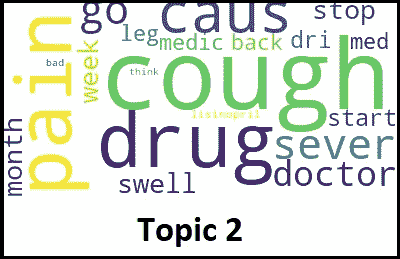 go caus stop
leg medic back dri med
pain bad week think cough
lisinopril
month drug start
sever
swell doctor
Topic 2